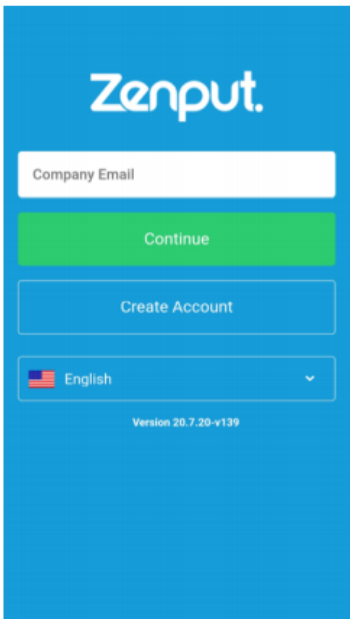 Zenput.
Company Email
Continue
Create Account
English
Version 20.7.20-v139